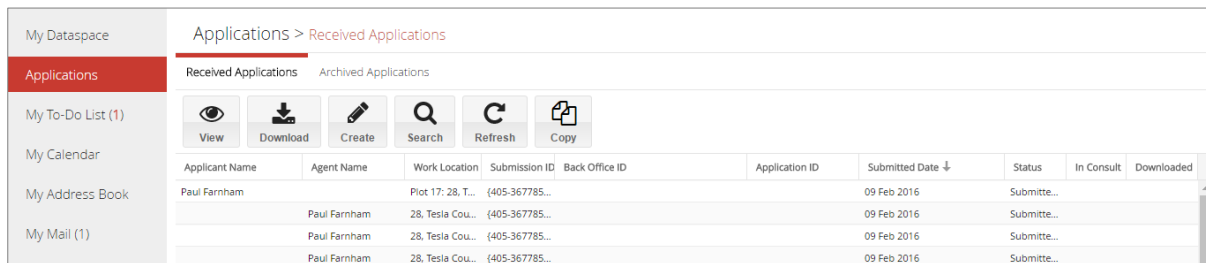 My Dataspace
Applications
My To-Do List (1)
My Calendar
My Address Book
My Mail (1)
Applications > Received Applications
Received Applications Archived Applications
View Download Create Search Refresh Copy
Applicant Name Agent Name Work Location Submission ID Back Office ID Application ID Submitted Date ↓ Status In Consult Downloaded
Paul Farnham Plot 17: 28, T... {405-367785... 09 Feb 2016 Submitte...
Paul Farnham 28, Tesla Cou... {405-367785... 09 Feb 2016 Submitte...
Paul Farnham 28, Tesla Cou... {405-367785... 09 Feb 2016 Submitte...
Paul Farnham 28, Tesla Cou... {405-367785... 09 Feb 2016 Submitte...